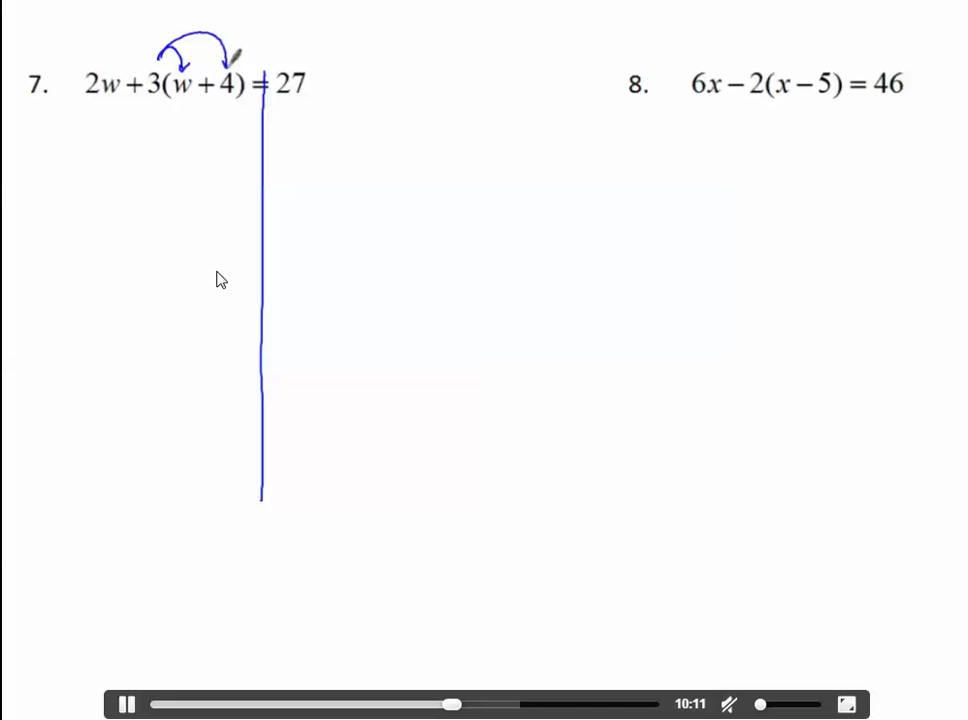 7. 2w + 3(w + 4) = 27
8. 6x − 2(x − 5) = 46
10:11